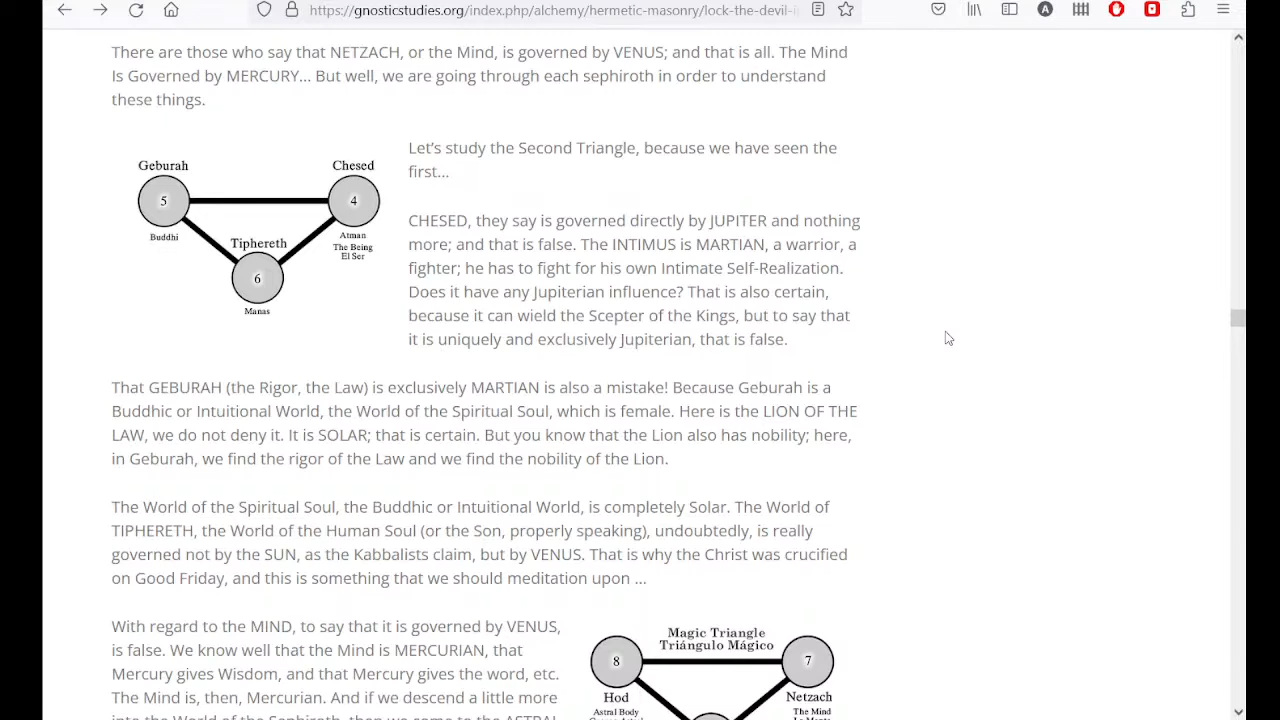 https://gnosticstudies.org/index.php/alchemy/hermetic-masonry/lock-the-devil-i
There are those who say that NETZACH, or the Mind, is governed by VENUS; and that is all. The Mind
Is Governed by MERCURY... But well, we are going through each sephiroth in order to understand
these things.
Geburah
Chesed
5
4
Buddhi
Tiphereth
Atman
The Being
El Ser
6
Manas
Let's study the Second Triangle, because we have seen the
first...
CHESED, they say is governed directly by JUPITER and nothing
more; and that is false. The INTIMUS is MARTIAN, a warrior, a
fighter; he has to fight for his own Intimate Self-Realization.
Does it have any Jupiterian influence? That is also certain,
because it can wield the Scepter of the Kings, but to say that
it is uniquely and exclusively Jupiterian, that is false.
That GEBURAH (the Rigor, the Law) is exclusively MARTIAN is also a mistake! Because Geburah is a
Buddhic or Intuitional World, the World of the Spiritual Soul, which is female. Here is the LION OF THE
LAW, we do not deny it. It is SOLAR; that is certain. But you know that the Lion also has nobility; here,
in Geburah, we find the rigor of the Law and we find the nobility of the Lion.
The World of the Spiritual Soul, the Buddhic or Intuitional World, is completely Solar. The World of
TIPHERETH, the World of the Human Soul (or the Son, properly speaking), undoubtedly, is really
governed not by the SUN, as the Kabbalists claim, but by VENUS. That is why the Christ was crucified
on Good Friday, and this is something that we should meditation upon ...
With regard to the MIND, to say that it is governed by VENUS,
is false. We know well that the Mind is MERCURIAN, that
Mercury gives Wisdom, and that Mercury gives the word, etc.
The Mind is, then, Mercurian. And if we descend a little more
into the World of the Sephiroth, then we come to the ASTRAL
Magic Triangle
Triángulo Mágico
8
7
Hod
Netzach
Astral Body
The Mind